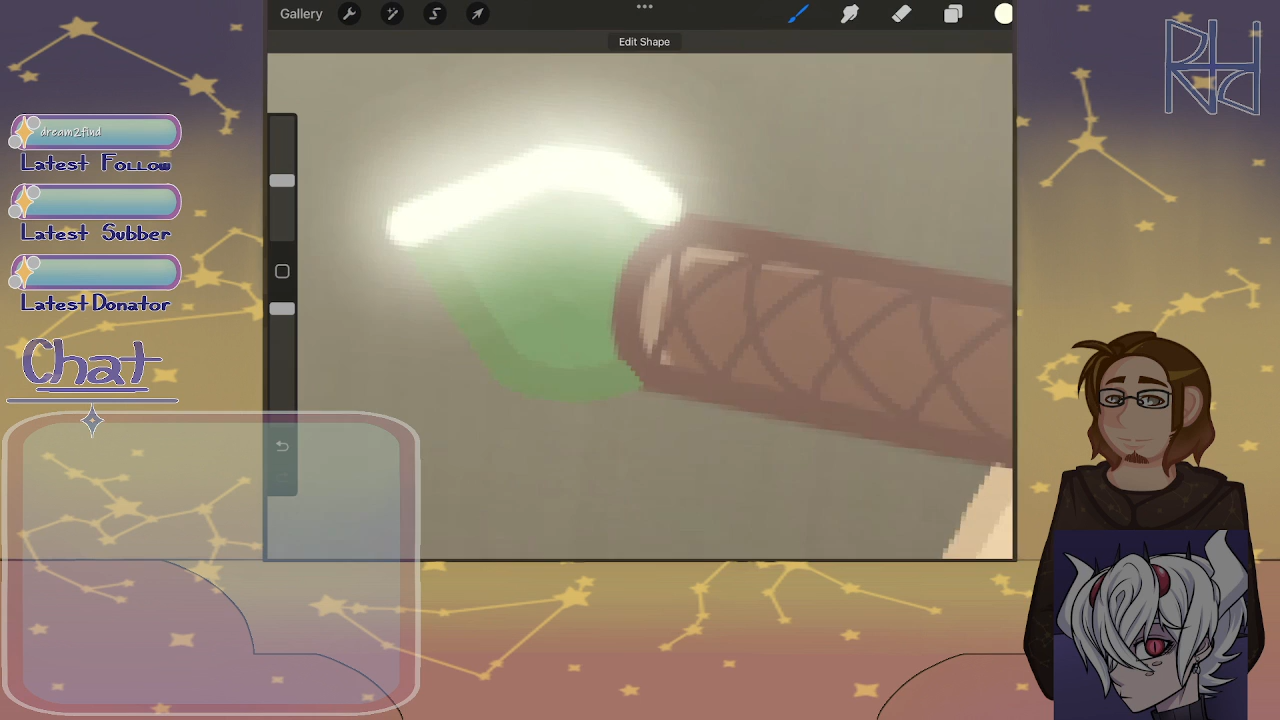 Gallery
Edit Shape
dream2find
Latest Follow
Latest Subber
Latest Donator
Chat